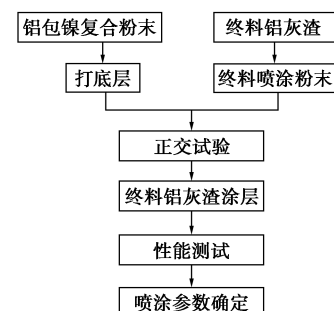 铝包镍复合粉末
终料铝灰渣
打底层
终料喷涂粉末
正交试验
终料铝灰渣涂层
性能测试
喷涂参数确定